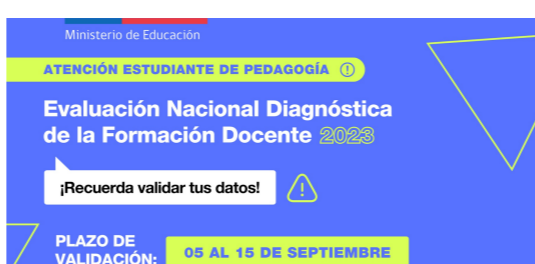 Ministerio de Educación
ATENCIÓN ESTUDIANTE DE PEDAGOGÍA
Evaluación Nacional Diagnóstica
de la Formación Docente 2023
¡Recuerda validar tus datos!
PLAZO DE
VALIDACIÓN:
05 AL 15 DE SEPTIEMBRE